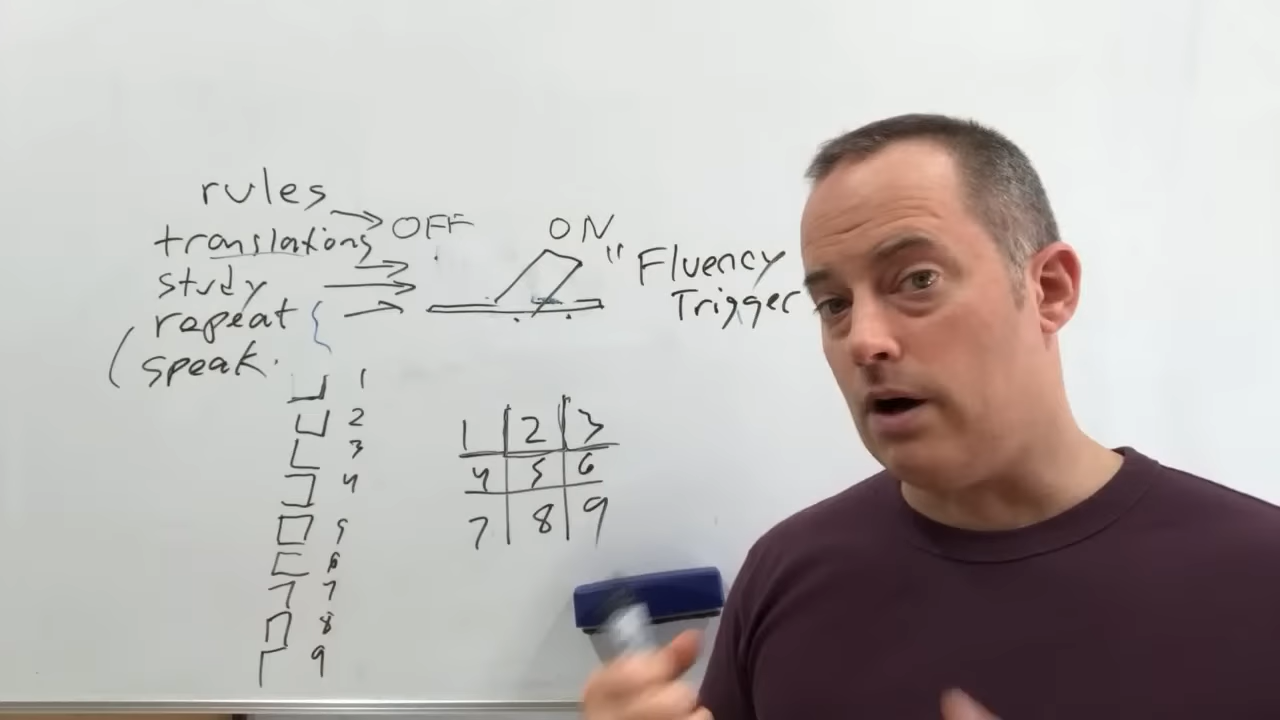 rules
translations
study
repeat
(speak.
OFF
ON
"Fluency
Trigger
1
2
3
4
5
6
7
8
9
1 2 3
4 5 6
7 8 9